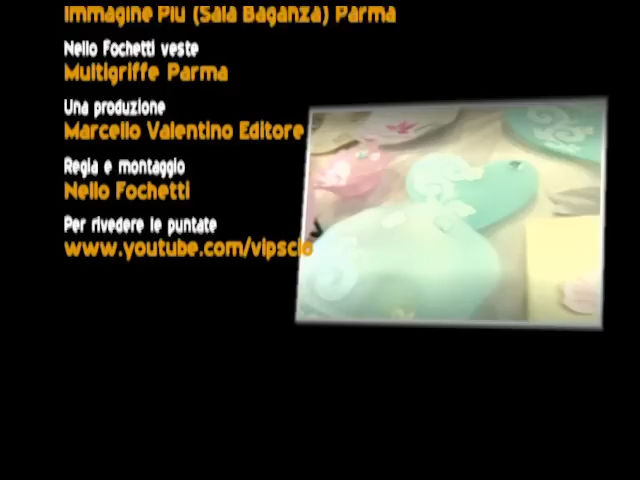 Immagine Più (Sala Baganza) Parma
Nello Fochetti veste
Multigriffe Parma
Una produzione
Marcello Valentino Editore
Regia e montaggio
Nello Fochetti
Per rivedere le puntate
www.youtube.com/vipsclo